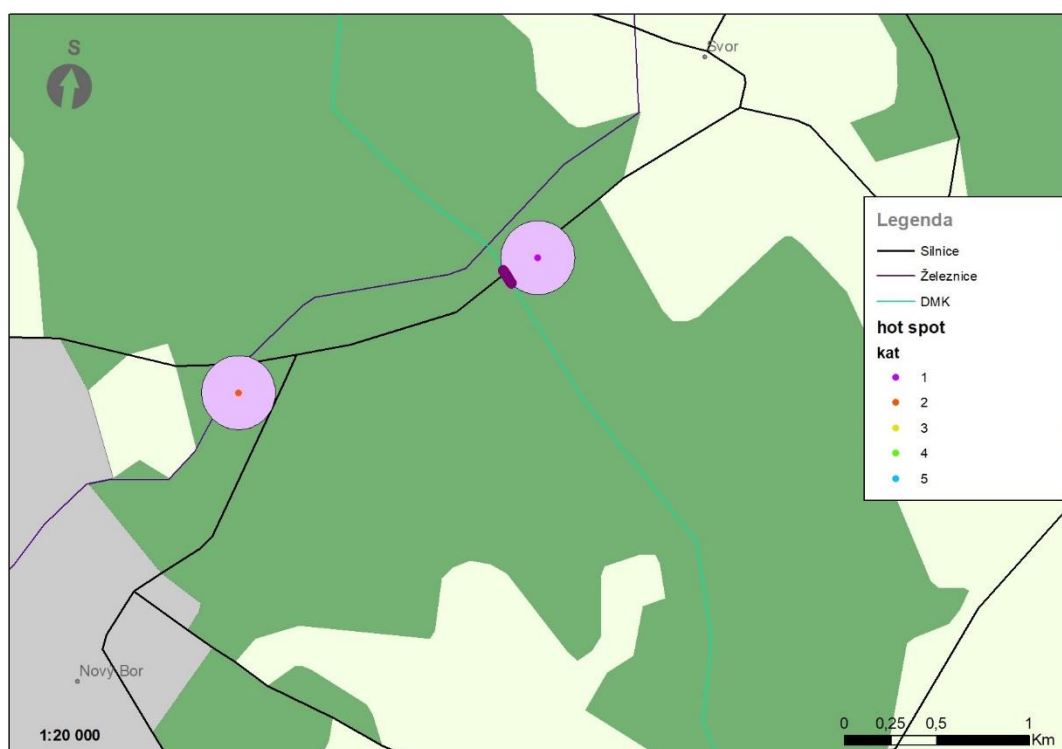 S
Svor
Legenda
Silnice
Železnice
DMK
hot spot
kat
1
2
3
4
5
Nový Bor
1:20 000
0 0,25 0,5 1
Km